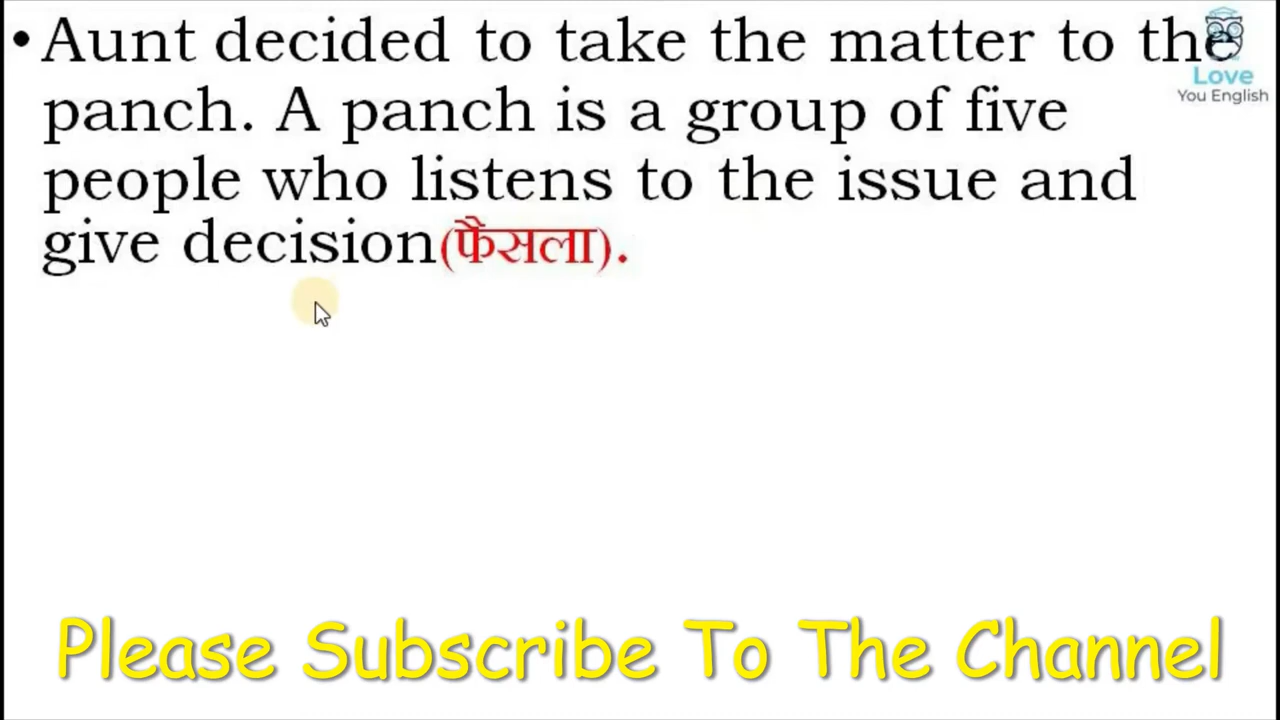 • Aunt decided to take the matter to the
panch. A panch is a group of five
people who listens to the issue and
give decision(फैसला).
Love
You English
Please Subscribe To The Channel